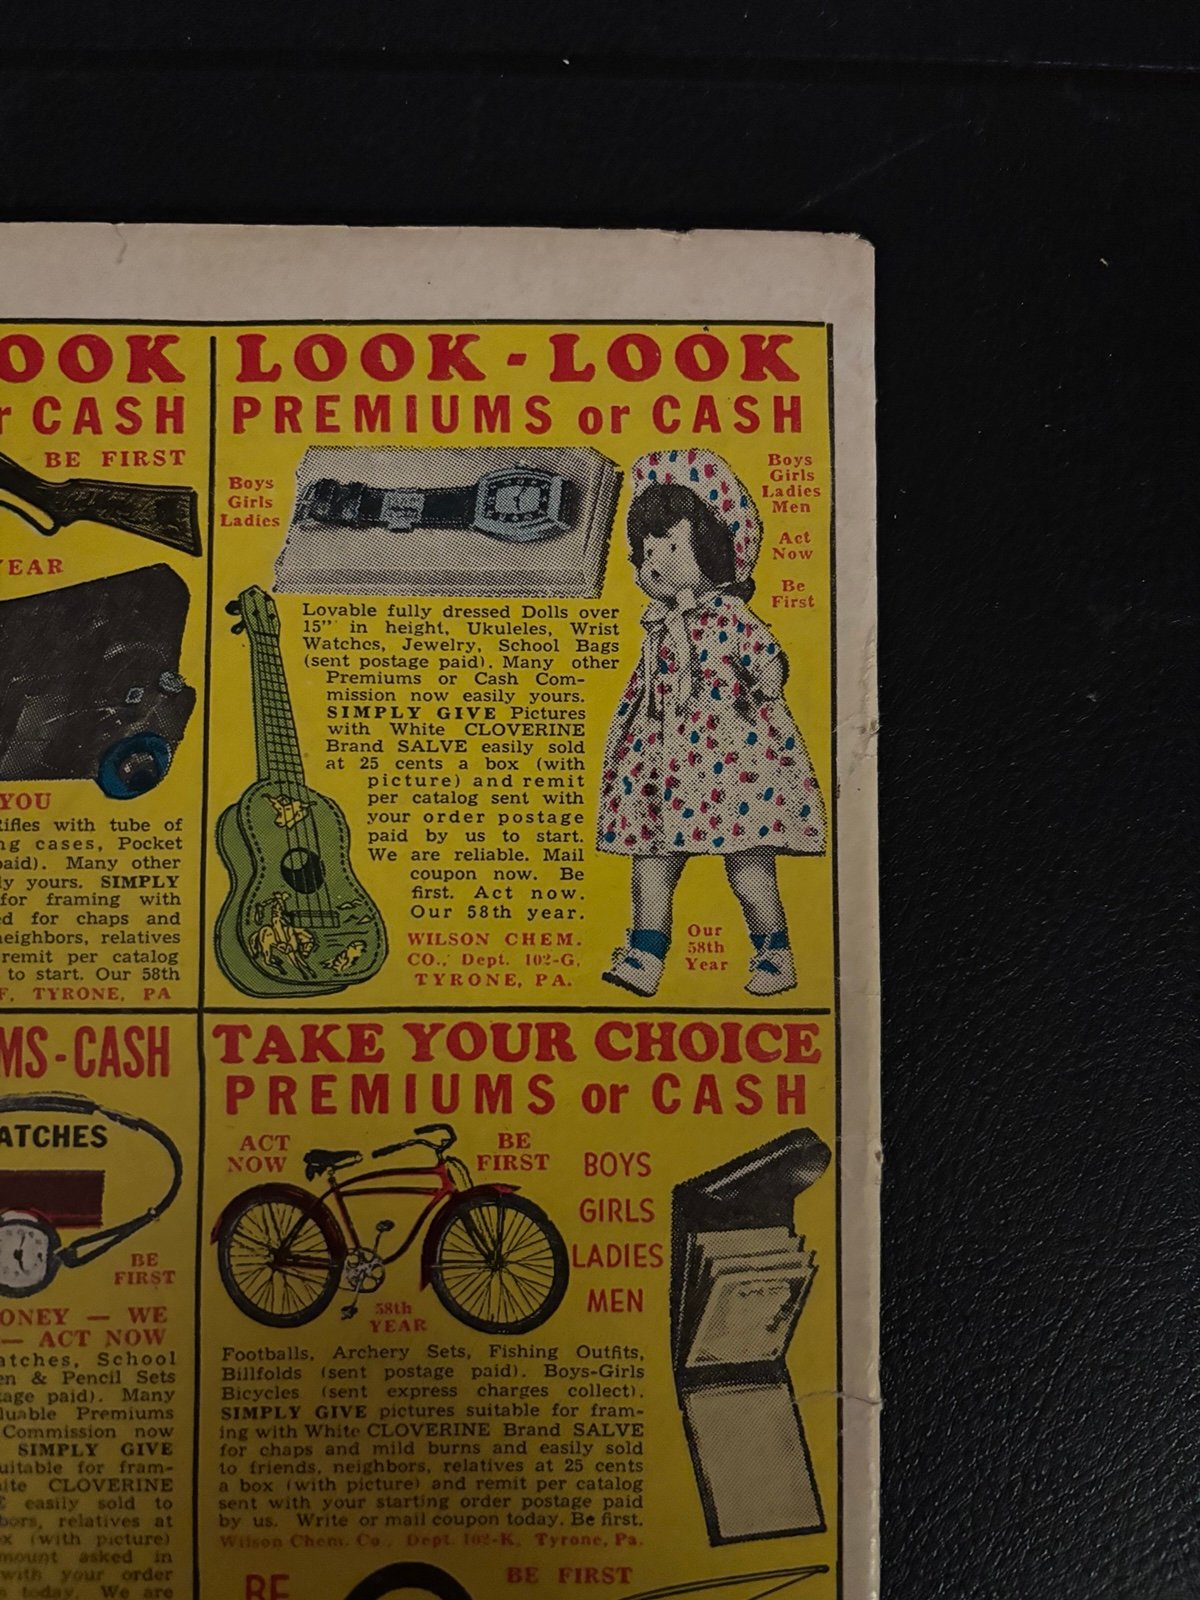 OOK
r CASH
BE FIRST
YEAR
YOU
Rifles with tube of
ng cases, Pocket
paid). Many other
ly yours. SIMPLY
for framing with
ed for chaps and
neighbors, relatives
remit per catalog
to start. Our 58th
F, TYRONE, PA
LOOK - LOOK
PREMIUMS or CASH
Boys
Girls
Ladies
Boys
Girls
Ladies
Men
Act
Now
Be
First
Lovable fully dressed Dolls over
15" in height, Ukuleles, Wrist
Watches, Jewelry, School Bags
(sent postage paid). Many other
Premiums or Cash Com-
mission now easily yours.
SIMPLY GIVE Pictures
with White CLOVERINE
Brand SALVE easily sold
at 25 cents a box (with
picture) and remit
per catalog sent with
your order postage
paid by us to start.
We are reliable. Mail
coupon now. Be
first. Act now.
Our 58th year.
WILSON CHEM.
CO., Dept. 102-G,
TYRONE, PA.
Our
58th
Year
MS-CASH
ATCHES
BE
FIRST
ONEY — WE
— ACT NOW
atches, School
en & Pencil Sets
tage paid). Many
luable Premiums
Commission now
SIMPLY GIVE
uitable for fram-
ite CLOVERINE
easily sold to
bors, relatives at
x (with picture)
mount asked in
with your order
today. We are
TAKE YOUR CHOICE
PREMIUMS or CASH
ACT
NOW
BE
FIRST
BOYS
GIRLS
LADIES
MEN
58th
YEAR
Footballs, Archery Sets, Fishing Outfits,
Billfolds (sent postage paid). Boys-Girls
Bicycles (sent express charges collect).
SIMPLY GIVE pictures suitable for fram-
ing with White CLOVERINE Brand SALVE
for chaps and mild burns and easily sold
to friends, neighbors, relatives at 25 cents
a box (with picture) and remit per catalog
sent with your starting order postage paid
by us. Write or mail coupon today. Be first.
Wilson Chem. Co., Dept. 102-K, Tyrone, Pa.
BE
BE FIRST